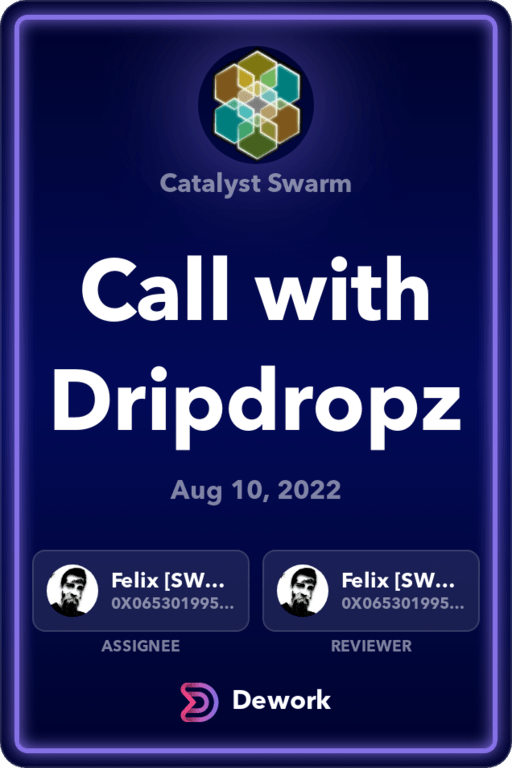 Catalyst Swarm
Call with
Dripdropz
Aug 10, 2022
Felix [SW...
0X065301995...
ASSIGNEE
Felix [SW...
0X065301995...
REVIEWER
Dework